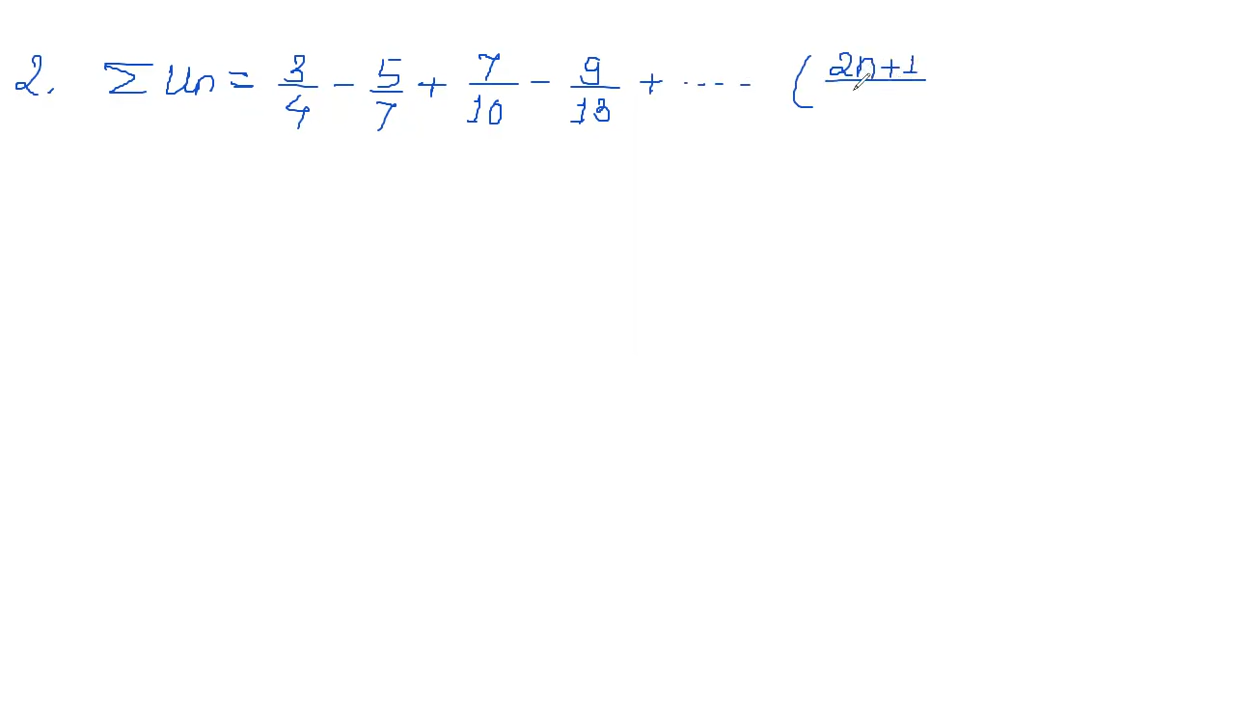 2. Σ Un = 3/4 - 5/7 + 7/10 - 9/13 + ---- ( 2n+1/